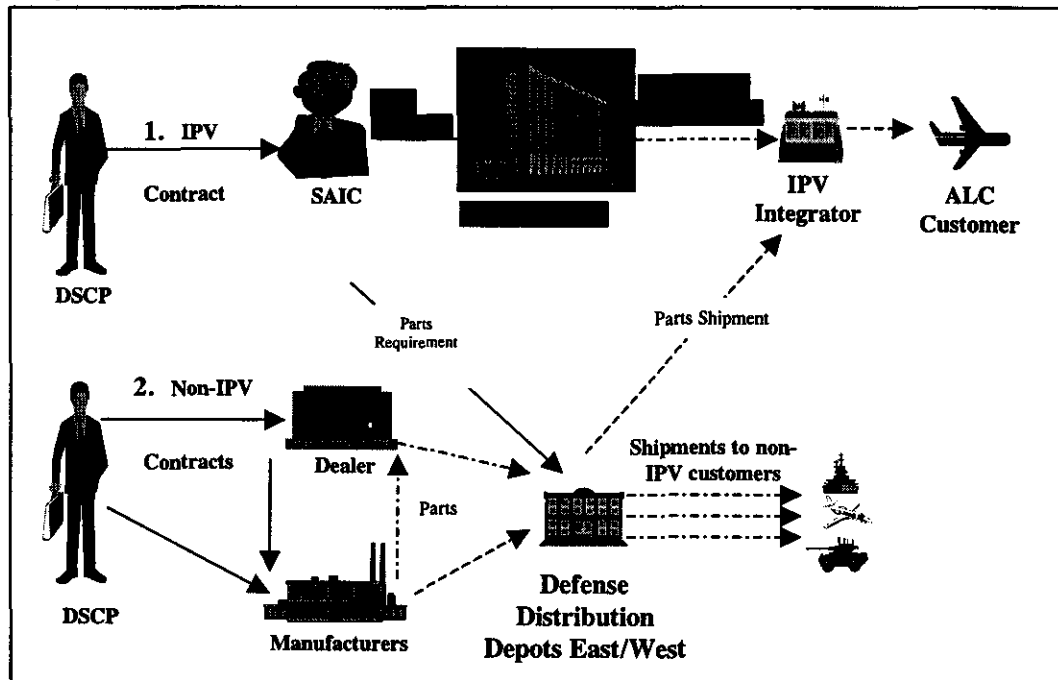 1. IPV
Contract
SAIC
DSCP
IPV
Integrator
ALC
Customer
Parts
Requirement
Parts Shipment
2. Non-IPV
Contracts
Dealer
Parts
Shipments to non-
IPV customers
DSCP
Manufacturers
Defense
Distribution
Depots East/West